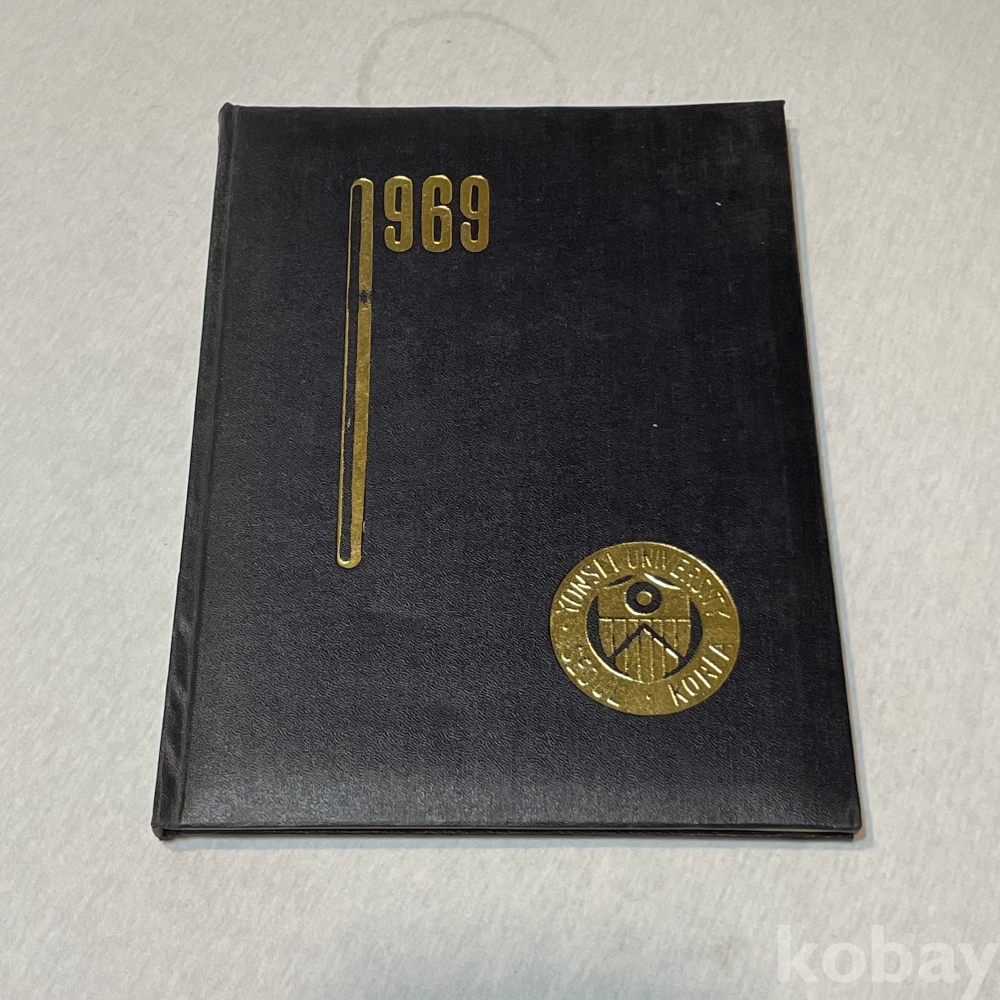 1969
· YONSEI UNIVERSITY ·
SEOUL · KOREA
kobay